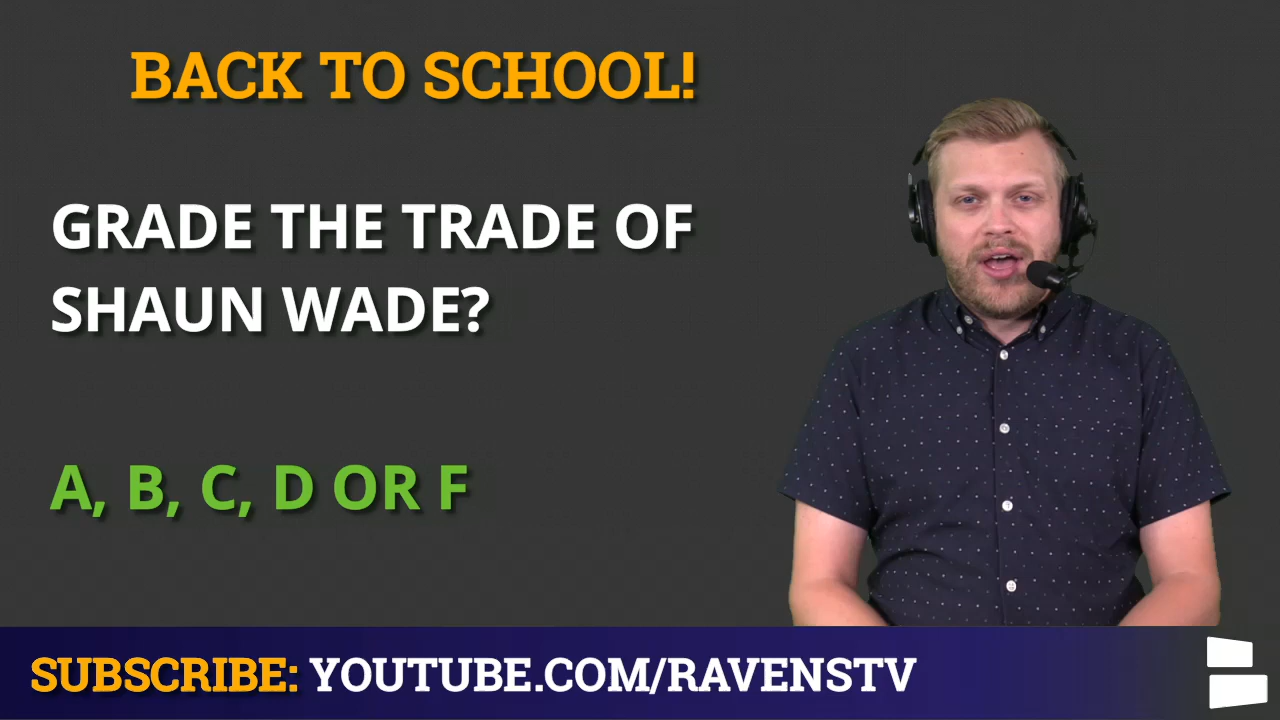 BACK TO SCHOOL!
GRADE THE TRADE OF
SHAUN WADE?
A, B, C, D OR F
SUBSCRIBE: YOUTUBE.COM/RAVENSTV